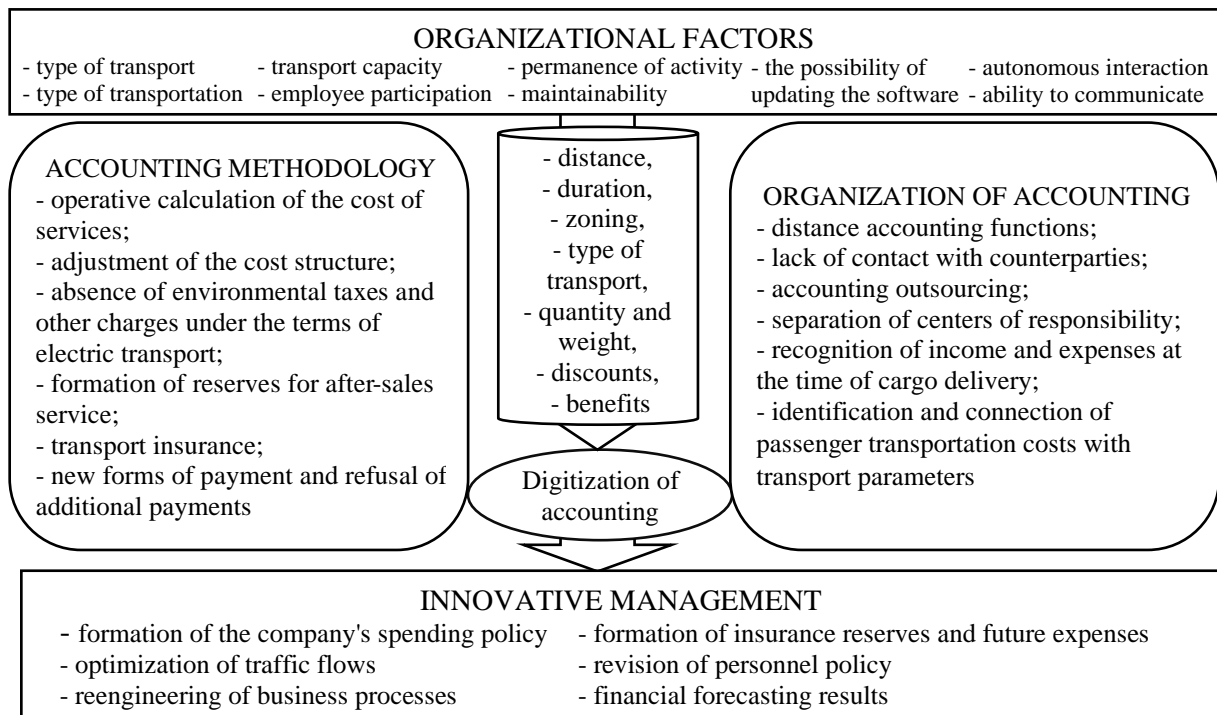 ORGANIZATIONAL FACTORS
- type of transport
- type of transportation
- transport capacity
- employee participation
- permanence of activity
- maintainability
- the possibility of
updating the software
- autonomous interaction
- ability to communicate
ACCOUNTING METHODOLOGY
- operative calculation of the cost of
services;
- adjustment of the cost structure;
- absence of environmental taxes and
other charges under the terms of
electric transport;
- formation of reserves for after-sales
service;
- transport insurance;
- new forms of payment and refusal of
additional payments
- distance,
- duration,
- zoning,
- type of
transport,
- quantity and
weight,
- discounts,
- benefits
ORGANIZATION OF ACCOUNTING
- distance accounting functions;
- lack of contact with counterparties;
- accounting outsourcing;
- separation of centers of responsibility;
- recognition of income and expenses at
the time of cargo delivery;
- identification and connection of
passenger transportation costs with
transport parameters
Digitization of
accounting
INNOVATIVE MANAGEMENT
- formation of the company's spending policy
- optimization of traffic flows
- reengineering of business processes
- formation of insurance reserves and future expenses
- revision of personnel policy
- financial forecasting results